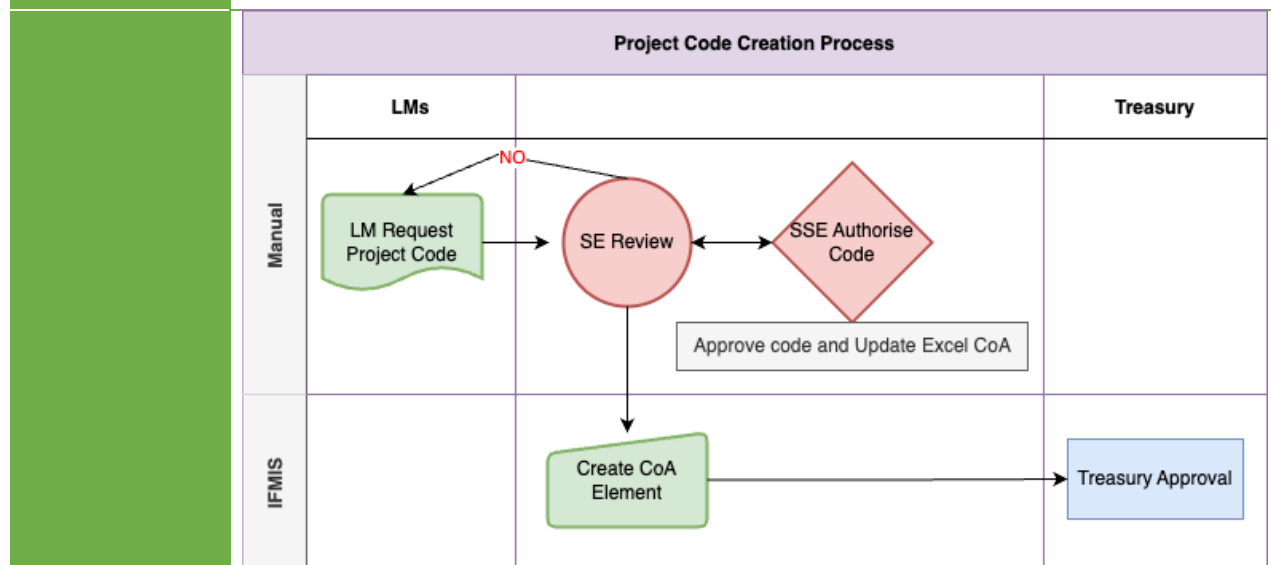 Project Code Creation Process
LMs
Treasury
Manual
NO
LM Request
Project Code
SE Review
SSE Authorise
Code
Approve code and Update Excel CoA
IFMIS
Create CoA
Element
Treasury Approval